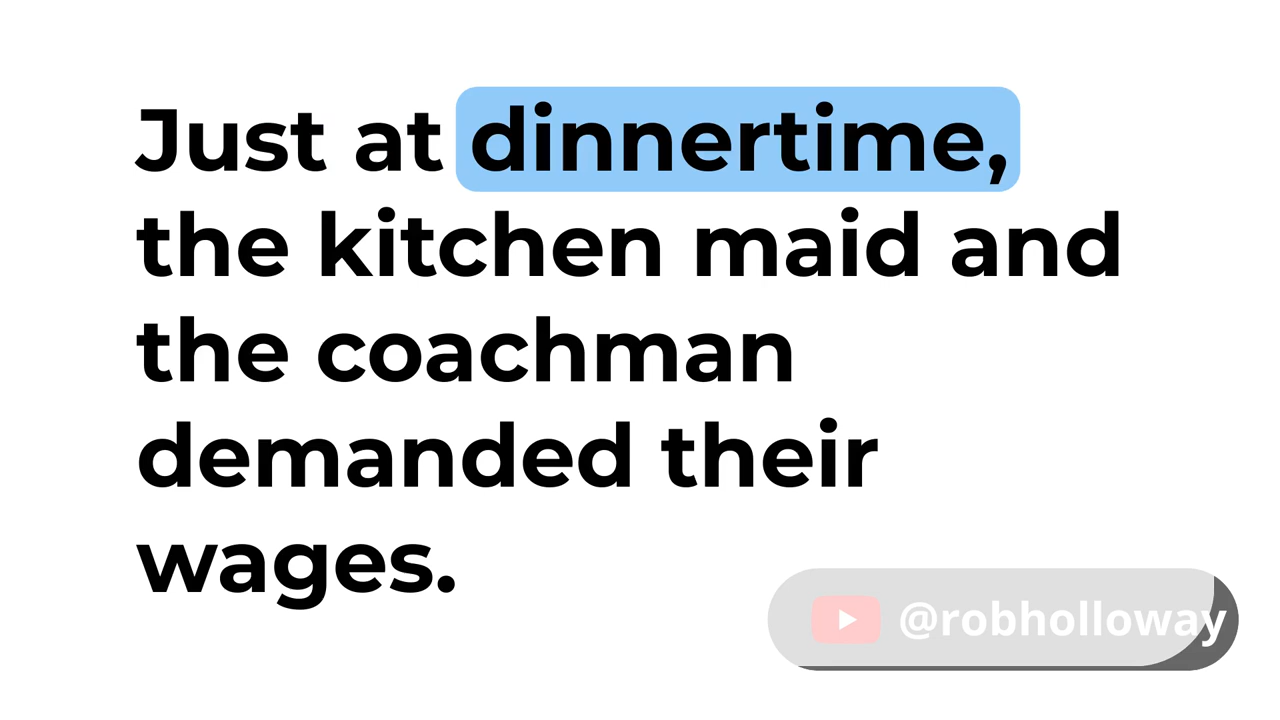 Just at dinnertime,
the kitchen maid and
the coachman
demanded their
wages.
@robholloway